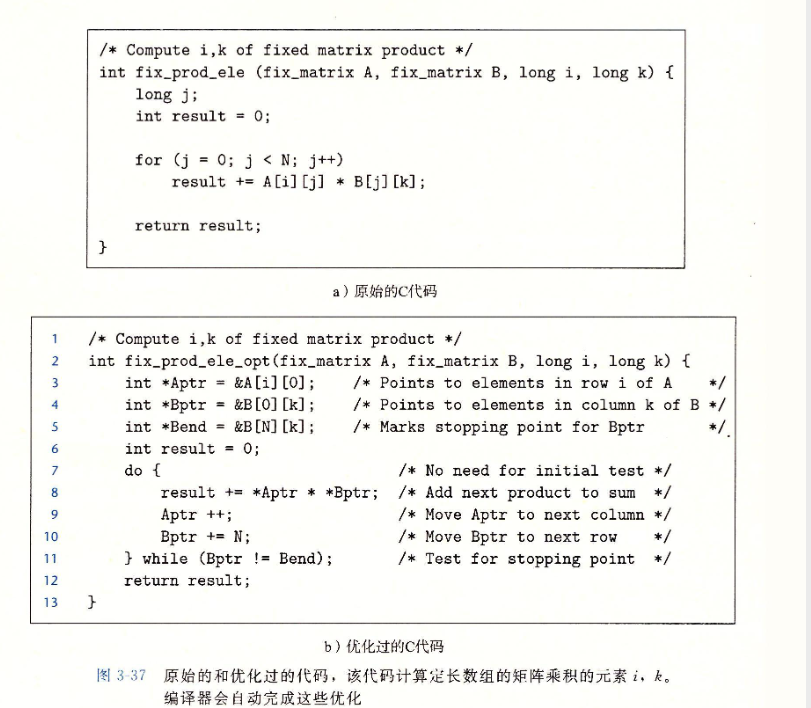 /* Compute i,k of fixed matrix product */
int fix_prod_ele (fix_matrix A, fix_matrix B, long i, long k) {
    long j;
    int result = 0;

    for (j = 0; j < N; j++)
        result += A[i][j] * B[j][k];

    return result;
}
a）原始的C代码
1 /* Compute i,k of fixed matrix product */
2 int fix_prod_ele_opt(fix_matrix A, fix_matrix B, long i, long k) {
3     int *Aptr = &A[i][0];    /* Points to elements in row i of A    */
4     int *Bptr = &B[0][k];    /* Points to elements in column k of B */
5     int *Bend = &B[N][k];    /* Marks stopping point for Bptr       */
6     int result = 0;
7     do {                          /* No need for initial test */
8         result += *Aptr * *Bptr;  /* Add next product to sum  */
9         Aptr ++;                  /* Move Aptr to next column */
10         Bptr += N;                /* Move Bptr to next row    */
11     } while (Bptr != Bend);       /* Test for stopping point  */
12     return result;
13 }
b）优化过的C代码
图 3-37 原始的和优化过的代码，该代码计算定长数组的矩阵乘积的元素 i，k。
编译器会自动完成这些优化